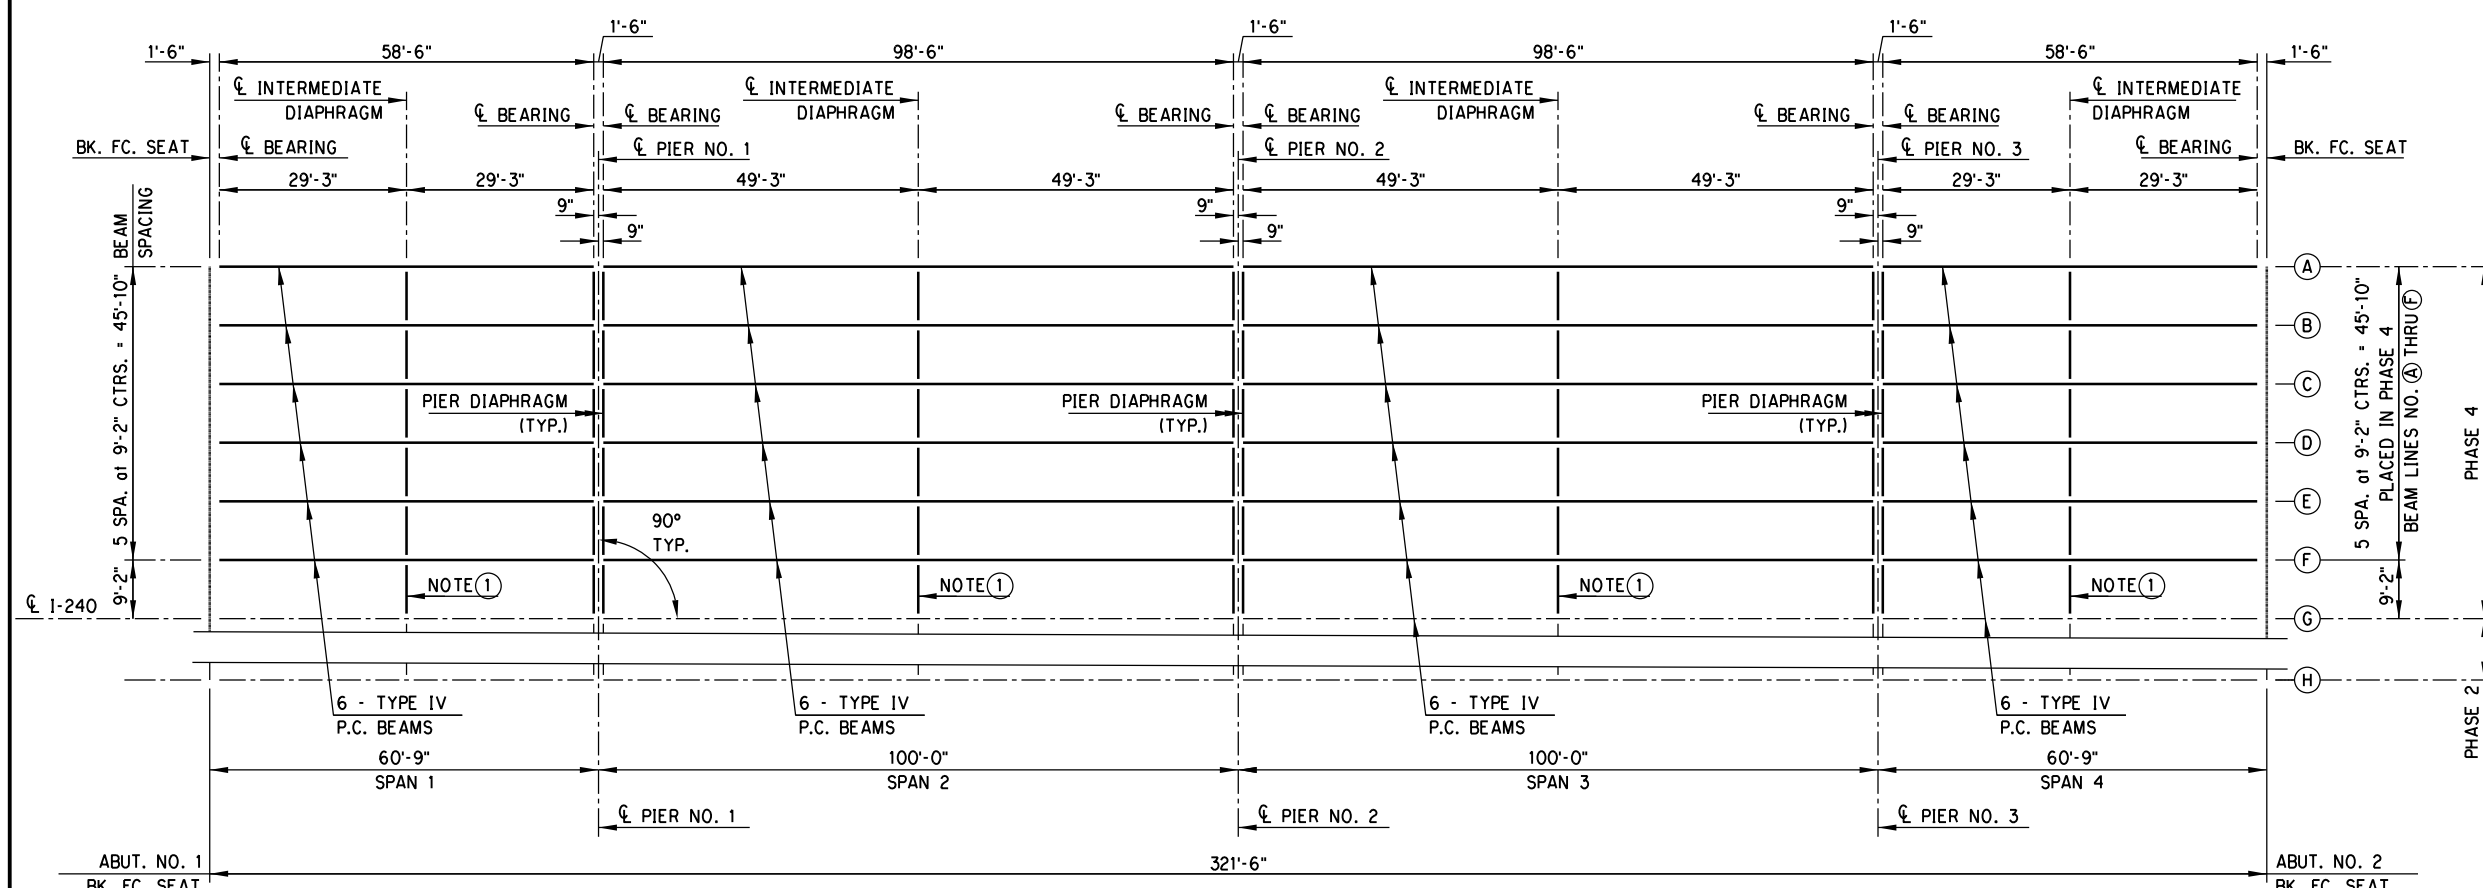 1'-6" 1'-6" 1'-6"
1'-6" 58'-6" 98'-6" 98'-6" 58'-6" 1'-6"
℄ INTERMEDIATE DIAPHRAGM
℄ INTERMEDIATE DIAPHRAGM
℄ INTERMEDIATE DIAPHRAGM
℄ INTERMEDIATE DIAPHRAGM
℄ BEARING ℄ BEARING ℄ BEARING ℄ BEARING ℄ BEARING ℄ BEARING
BK. FC. SEAT ℄ BEARING ℄ PIER NO. 1 ℄ PIER NO. 2 ℄ PIER NO. 3 ℄ BEARING BK. FC. SEAT
29'-3" 29'-3" 49'-3" 49'-3" 49'-3" 49'-3" 29'-3" 29'-3"
9" 9" 9"
9" 9" 9"
5 SPA. at 9'-2" CTRS. = 45'-10" BEAM
SPACING
9'-2"
A
B
C
D
E
F
G
H
5 SPA. at 9'-2" CTRS. = 45'-10"
PLACED IN PHASE 4
BEAM LINES NO. A THRU F
9'-2"
PHASE 4
PHASE 2
PIER DIAPHRAGM
(TYP.)
PIER DIAPHRAGM
(TYP.)
PIER DIAPHRAGM
(TYP.)
90°
TYP.
NOTE 1 NOTE 1 NOTE 1 NOTE 1
℄ I-240
6 - TYPE IV
P.C. BEAMS
6 - TYPE IV
P.C. BEAMS
6 - TYPE IV
P.C. BEAMS
6 - TYPE IV
P.C. BEAMS
60'-9" 100'-0" 100'-0" 60'-9"
SPAN 1 SPAN 2 SPAN 3 SPAN 4
℄ PIER NO. 1 ℄ PIER NO. 2 ℄ PIER NO. 3
ABUT. NO. 1 321'-6" ABUT. NO. 2
BK. FC. SEAT BK. FC. SEAT